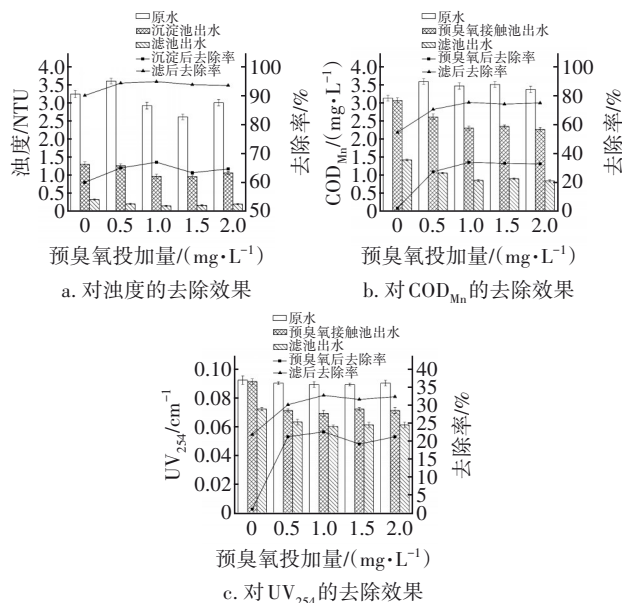 原水
沉淀池出水
滤池出水
沉淀后去除率
滤后去除率
4.0
3.5
3.0
2.5
2.0
1.5
1.0
0.5
0
浊度/NTU
100
90
80
70
60
50
去除率/%
0 0.5 1.0 1.5 2.0
预臭氧投加量/(mg·L⁻¹)
a. 对浊度的去除效果
原水
预臭氧接触池出水
滤池出水
预臭氧后去除率
滤后去除率
4.0
3.5
3.0
2.5
2.0
1.5
1.0
0.5
0
COD_Mn/(mg·L⁻¹)
100
80
60
40
20
0
去除率/%
0 0.5 1.0 1.5 2.0
预臭氧投加量/(mg·L⁻¹)
b. 对COD_Mn的去除效果
原水
预臭氧接触池出水
滤池出水
预臭氧后去除率
滤后去除率
0.10
0.08
0.06
0.04
0.02
0
UV₂₅₄/cm⁻¹
40
35
30
25
20
15
10
5
0
去除率/%
0 0.5 1.0 1.5 2.0
预臭氧投加量/(mg·L⁻¹)
c. 对UV₂₅₄的去除效果